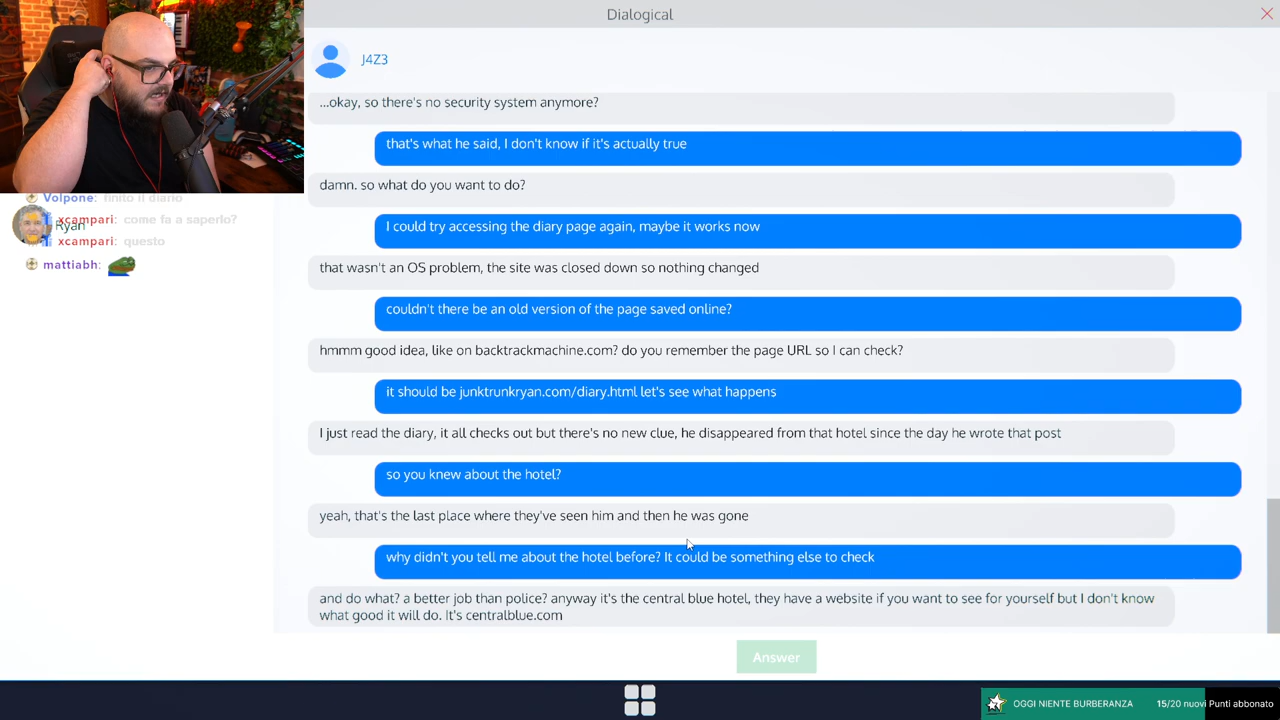 Dialogical
J4Z3
...okay, so there's no security system anymore?
that's what he said, I don't know if it's actually true
damn. so what do you want to do?
I could try accessing the diary page again, maybe it works now
that wasn't an OS problem, the site was closed down so nothing changed
couldn't there be an old version of the page saved online?
hmmm good idea, like on backtrackmachine.com? do you remember the page URL so I can check?
it should be junktrunkryan.com/diary.html let's see what happens
I just read the diary, it all checks out but there's no new clue, he disappeared from that hotel since the day he wrote that post
so you knew about the hotel?
yeah, that's the last place where they've seen him and then he was gone
why didn't you tell me about the hotel before? It could be something else to check
and do what? a better job than police? anyway it's the central blue hotel, they have a website if you want to see for yourself but I don't know
what good it will do. It's centralblue.com
Answer
Volpone: finito il diario
xcampari: come fa a saperlo?
Ryan
xcampari: questo
mattiabh:
OGGI NIENTE BURBERANZA 15/20 nuovi Punti abbonato